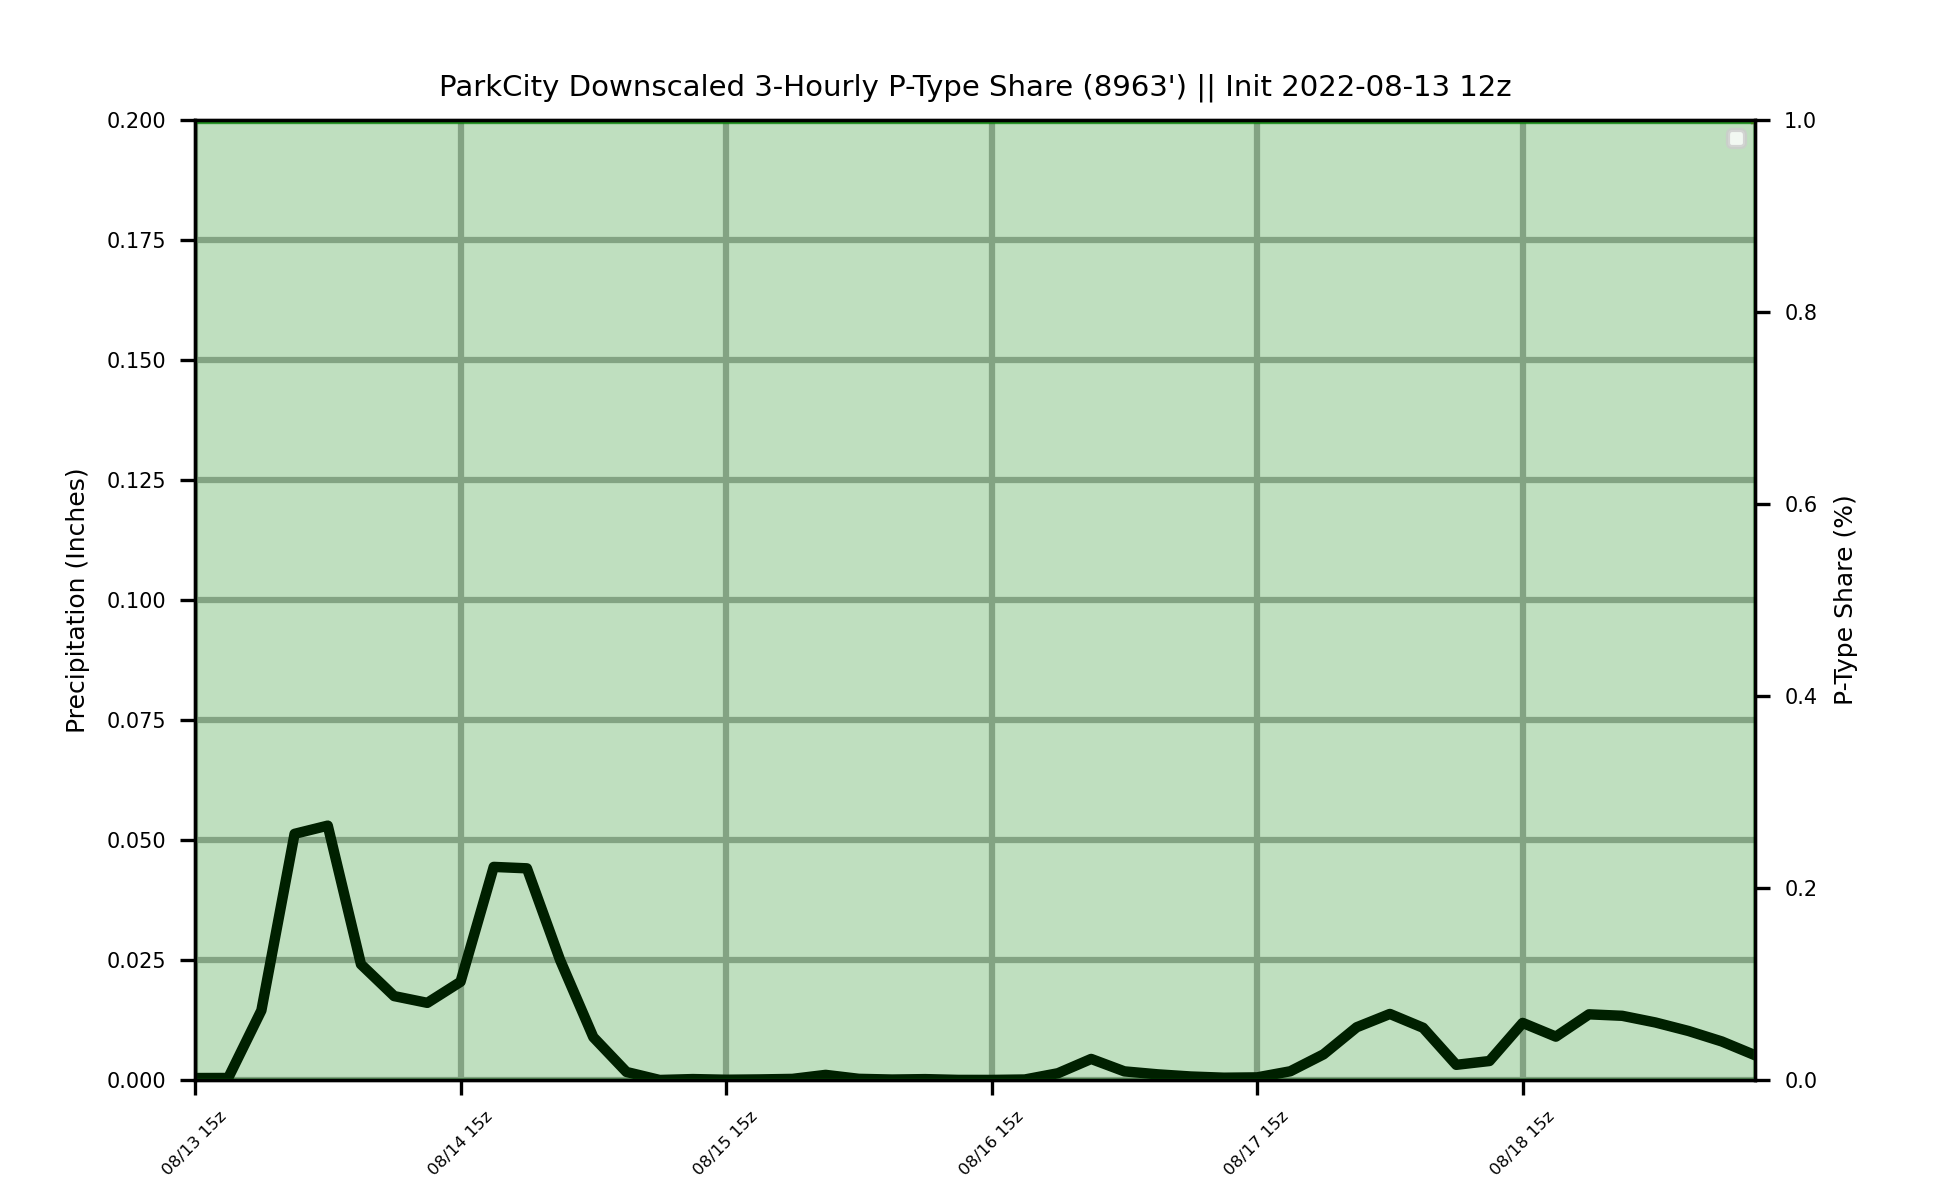 ParkCity Downscaled 3-Hourly P-Type Share (8963') || Init 2022-08-13 12z
Precipitation (Inches)
0.200
0.175
0.150
0.125
0.100
0.075
0.050
0.025
0.000
1.0
0.8
0.6
0.4
0.2
0.0
P-Type Share (%)
08/13 15z
08/14 15z
08/15 15z
08/16 15z
08/17 15z
08/18 15z